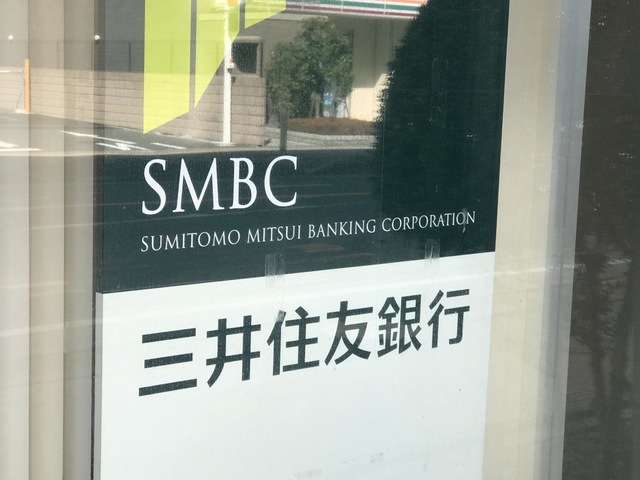 SMBC
SUMITOMO MITSUI BANKING CORPORATION
三井住友銀行